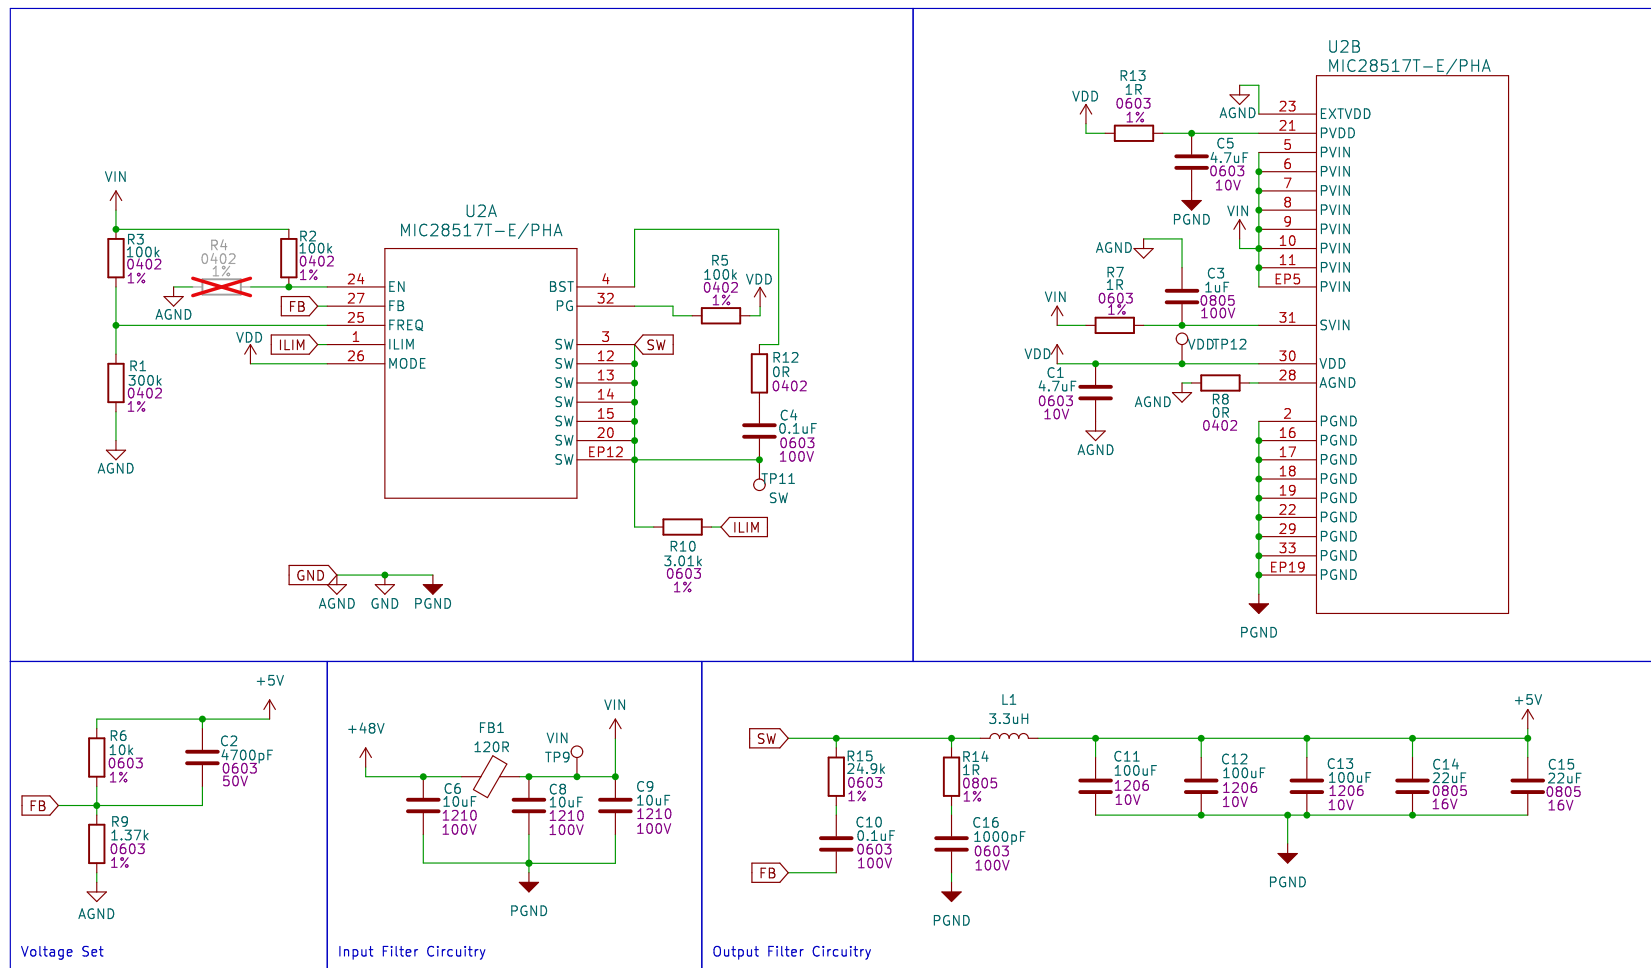 VIN
R3
100k
0402
1%
R4
0402
1%
R2
100k
0402
1%
AGND
FB
VDD
ILIM
R1
300k
0402
1%
AGND
U2A
MIC28517T-E/PHA
24
EN
27
FB
25
FREQ
1
ILIM
26
MODE
4
BST
32
PG
3
SW
12
SW
13
SW
14
SW
15
SW
20
SW
EP12
SW
SW
R5
100k
0402
1%
VDD
R12
0R
0402
C4
0.1uF
0603
100V
TP11
SW
R10
3.01k
0603
1%
ILIM
GND
AGND
GND
PGND
U2B
MIC28517T-E/PHA
R13
1R
0603
1%
VDD
AGND
C5
4.7uF
0603
10V
PGND
VIN
AGND
R7
1R
0603
1%
VIN
C3
1uF
0805
100V
VDD
TP12
VDD
C1
4.7uF
0603
10V
AGND
AGND
R8
0R
0402
23
EXTVDD
21
PVDD
5
PVIN
6
PVIN
7
PVIN
8
PVIN
9
PVIN
10
PVIN
11
PVIN
EP5
PVIN
31
SVIN
30
VDD
28
AGND
2
PGND
16
PGND
17
PGND
18
PGND
19
PGND
22
PGND
29
PGND
33
PGND
EP19
PGND
PGND
+5V
R6
10k
0603
1%
C2
4700pF
0603
50V
FB
R9
1.37k
0603
1%
AGND
Voltage Set
+48V
FB1
120R
VIN
TP9
VIN
C6
10uF
1210
100V
C8
10uF
1210
100V
C9
10uF
1210
100V
PGND
Input Filter Circuitry
SW
L1
3.3uH
+5V
R15
24.9k
0603
1%
R14
1R
0805
1%
C10
0.1uF
0603
100V
C16
1000pF
0603
100V
FB
PGND
C11
100uF
1206
10V
C12
100uF
1206
10V
C13
100uF
1206
10V
C14
22uF
0805
16V
C15
22uF
0805
16V
PGND
Output Filter Circuitry